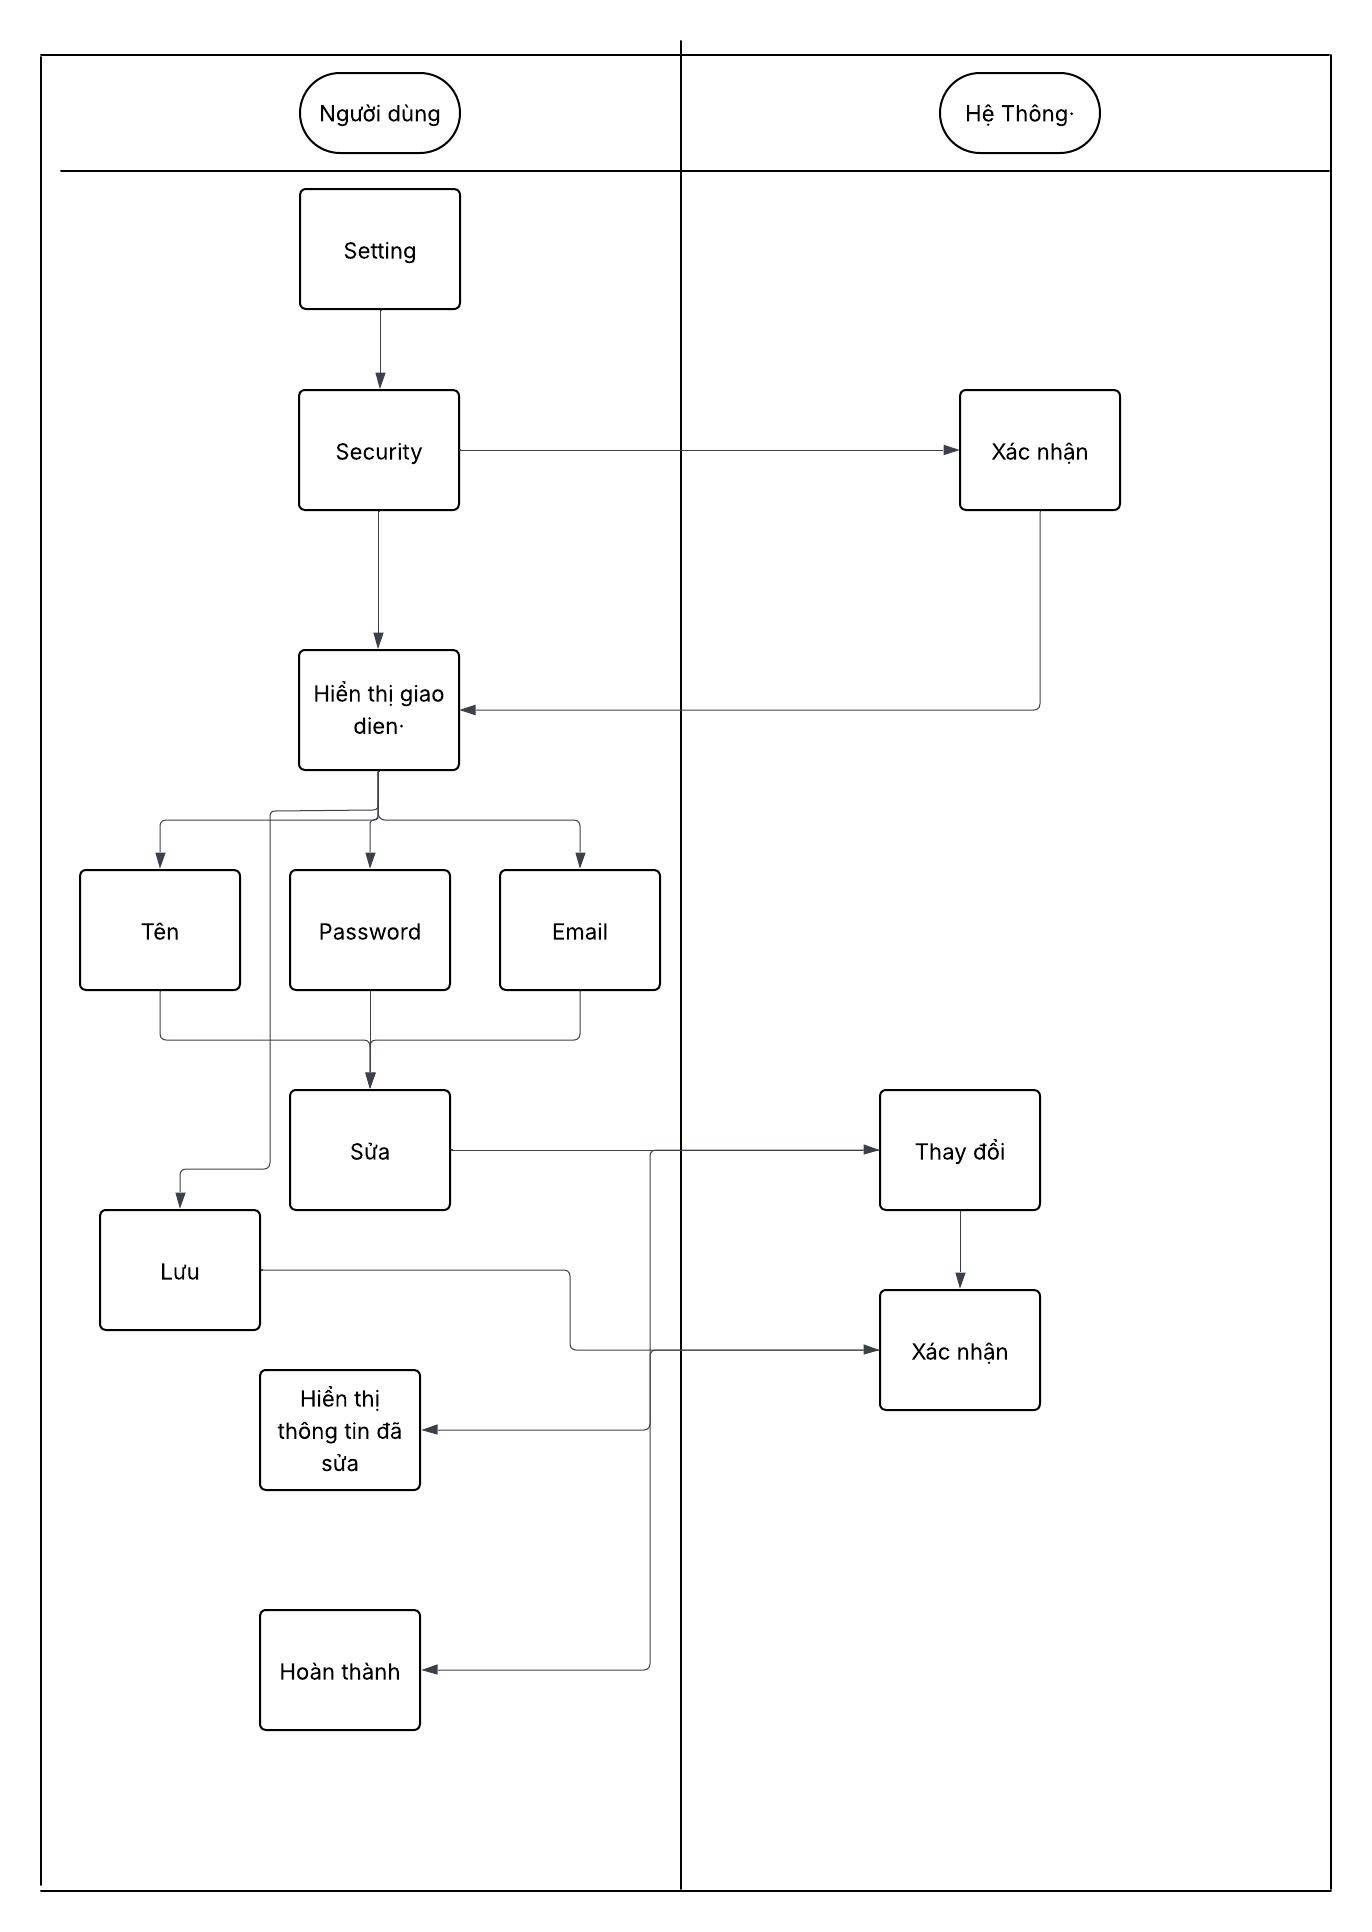 Người dùng
Hệ Thông·
Setting
Security
Xác nhận
Hiển thị giao
dien·
Tên
Password
Email
Sửa
Thay đổi
Lưu
Xác nhận
Hiển thị
thông tin đã
sửa
Hoàn thành